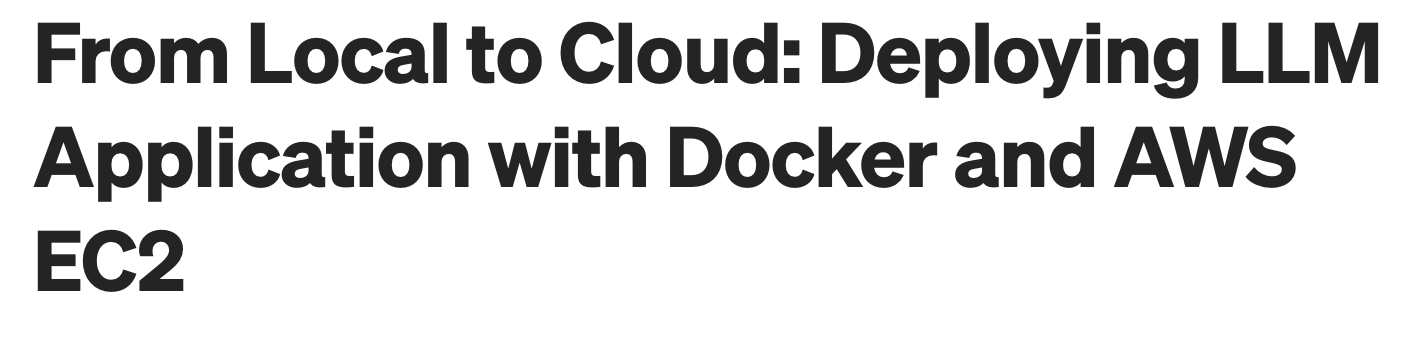 From Local to Cloud: Deploying LLM
Application with Docker and AWS
EC2